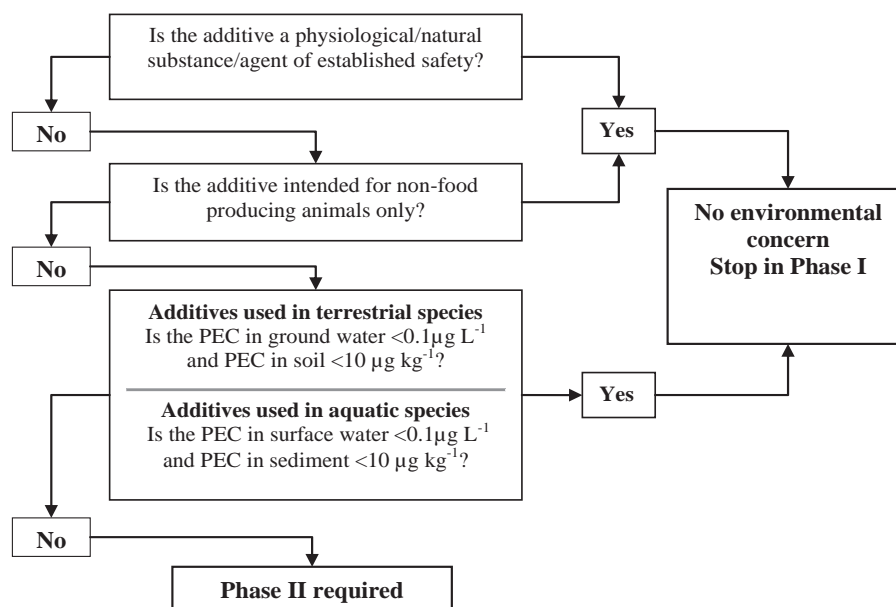 Is the additive a physiological/natural
substance/agent of established safety?
No
Yes
Is the additive intended for non-food
producing animals only?
No environmental
concern
Stop in Phase I
No
Additives used in terrestrial species
Is the PEC in ground water <0.1µg L⁻¹
and PEC in soil <10 µg kg⁻¹?
Yes
Additives used in aquatic species
Is the PEC in surface water <0.1µg L⁻¹
and PEC in sediment <10 µg kg⁻¹?
No
Phase II required